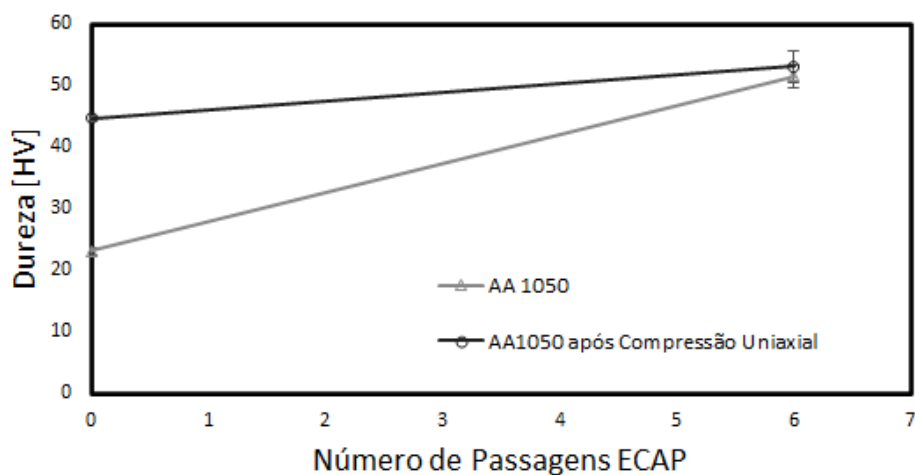 60
50
40
30
20
10
0
Dureza [HV]
AA 1050
AA1050 após Compressão Uniaxial
0 1 2 3 4 5 6 7
Número de Passagens ECAP